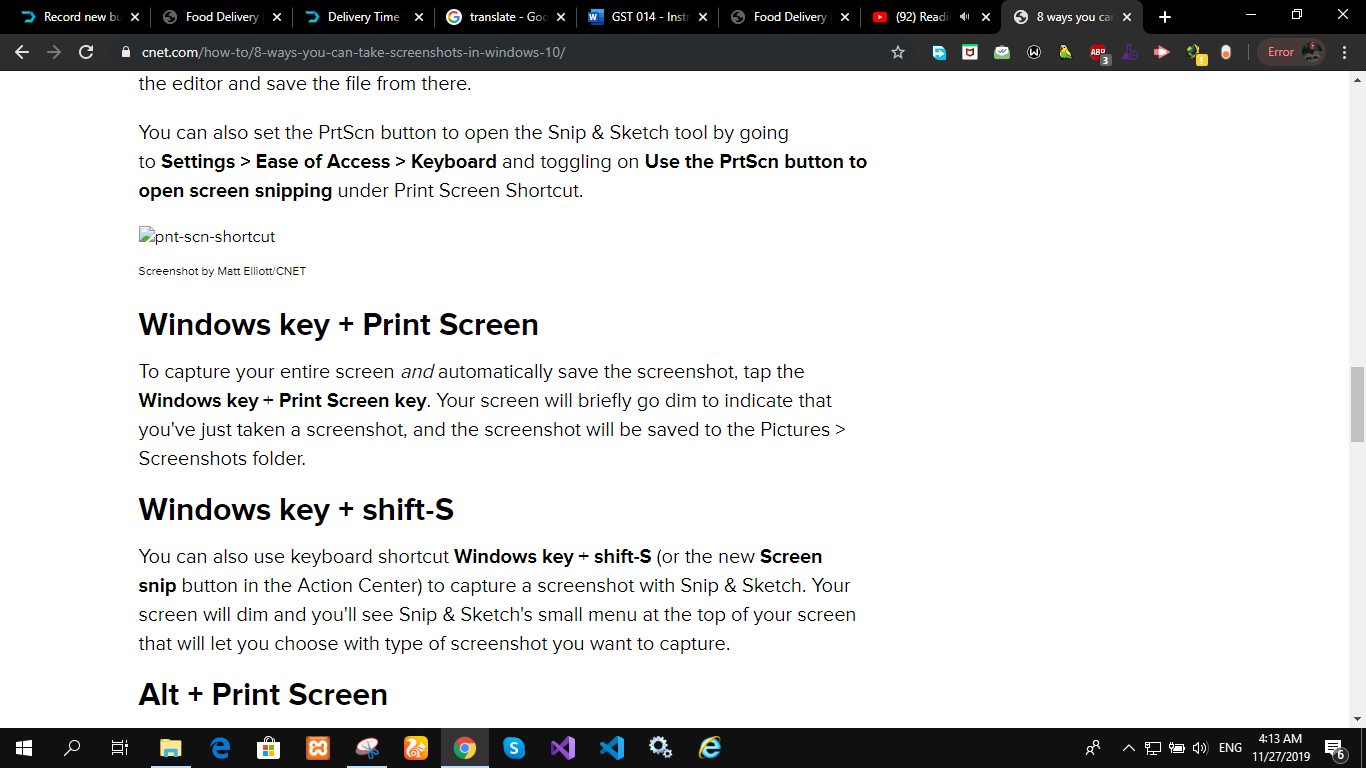 Record new bu
Food Delivery
Delivery Time
translate - Goo
GST 014 - Instr
Food Delivery
(92) Readi
8 ways you can
cnet.com/how-to/8-ways-you-can-take-screenshots-in-windows-10/
ABP
3
1
Error
the editor and save the file from there.
You can also set the PrtScn button to open the Snip & Sketch tool by going
to Settings > Ease of Access > Keyboard and toggling on Use the PrtScn button to
open screen snipping under Print Screen Shortcut.
pnt-scn-shortcut
Screenshot by Matt Elliott/CNET
Windows key + Print Screen
To capture your entire screen and automatically save the screenshot, tap the
Windows key + Print Screen key. Your screen will briefly go dim to indicate that
you've just taken a screenshot, and the screenshot will be saved to the Pictures >
Screenshots folder.
Windows key + shift-S
You can also use keyboard shortcut Windows key + shift-S (or the new Screen
snip button in the Action Center) to capture a screenshot with Snip & Sketch. Your
screen will dim and you'll see Snip & Sketch's small menu at the top of your screen
that will let you choose with type of screenshot you want to capture.
Alt + Print Screen
ENG
4:13 AM
11/27/2019
6